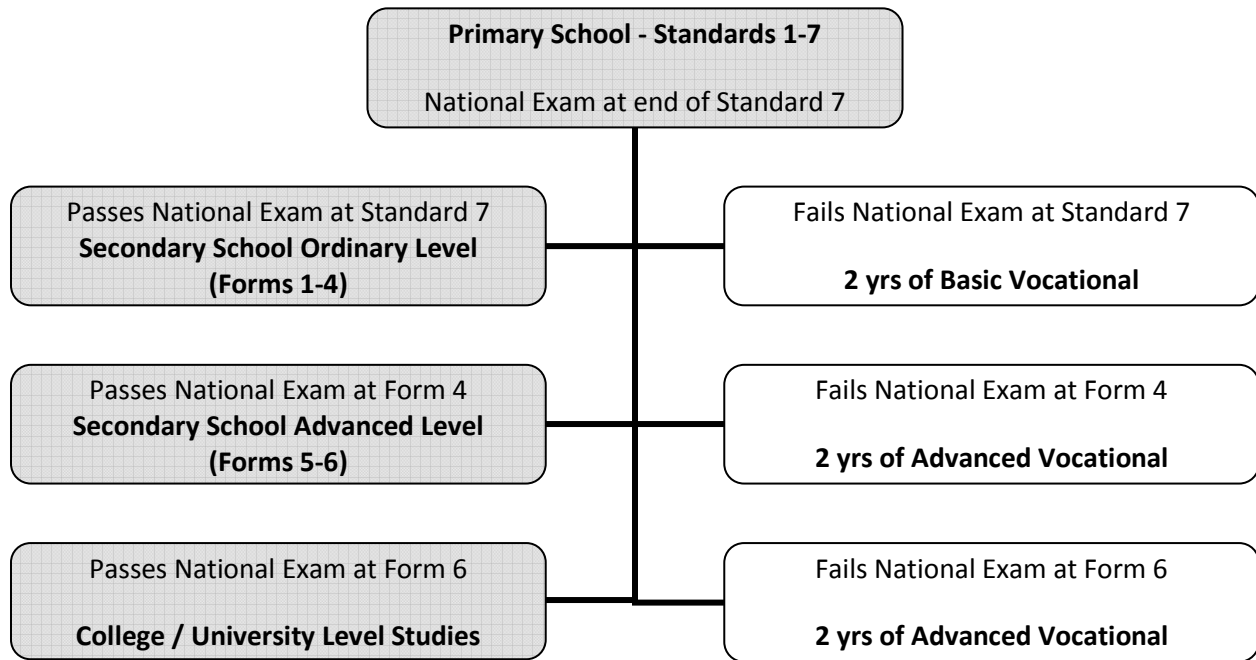 Primary School - Standards 1-7
National Exam at end of Standard 7
Passes National Exam at Standard 7
Secondary School Ordinary Level
(Forms 1-4)
Fails National Exam at Standard 7
2 yrs of Basic Vocational
Passes National Exam at Form 4
Secondary School Advanced Level
(Forms 5-6)
Fails National Exam at Form 4
2 yrs of Advanced Vocational
Passes National Exam at Form 6
College / University Level Studies
Fails National Exam at Form 6
2 yrs of Advanced Vocational